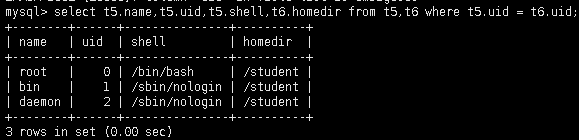 mysql> select t5.name,t5.uid,t5.shell,t6.homedir from t5,t6 where t5.uid = t6.uid;
+--------+------+---------------+----------+
| name   | uid  | shell         | homedir  |
+--------+------+---------------+----------+
| root   |    0 | /bin/bash     | /student |
| bin    |    1 | /sbin/nologin | /student |
| daemon |    2 | /sbin/nologin | /student |
+--------+------+---------------+----------+
3 rows in set (0.00 sec)